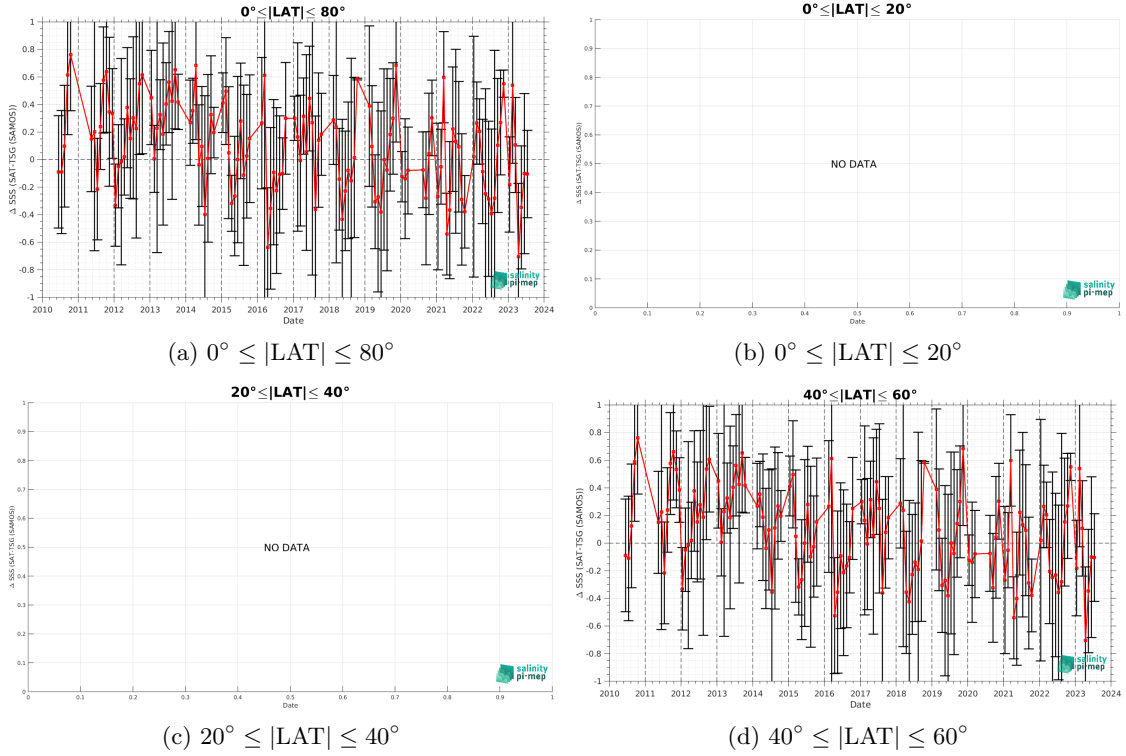 0°≤|LAT|≤ 80°
Δ SSS (SAT-TSG (SAMOS))
1
0.8
0.6
0.4
0.2
0
-0.2
-0.4
-0.6
-0.8
-1
2010 2011 2012 2013 2014 2015 2016 2017 2018 2019 2020 2021 2022 2023 2024
Date
salinity
pi-mep
(a) 0° ≤ |LAT| ≤ 80°
0°≤|LAT|≤ 20°
Δ SSS (SAT-TSG (SAMOS))
1
0.9
0.8
0.7
0.6
0.5
0.4
0.3
0.2
0.1
0
NO DATA
0 0.1 0.2 0.3 0.4 0.5 0.6 0.7 0.8 0.9 1
Date
salinity
pi-mep
(b) 0° ≤ |LAT| ≤ 20°
20°≤|LAT|≤ 40°
Δ SSS (SAT-TSG (SAMOS))
1
0.9
0.8
0.7
0.6
0.5
0.4
0.3
0.2
0.1
0
NO DATA
0 0.1 0.2 0.3 0.4 0.5 0.6 0.7 0.8 0.9 1
Date
salinity
pi-mep
(c) 20° ≤ |LAT| ≤ 40°
40°≤|LAT|≤ 60°
Δ SSS (SAT-TSG (SAMOS))
1
0.8
0.6
0.4
0.2
0
-0.2
-0.4
-0.6
-0.8
-1
2010 2011 2012 2013 2014 2015 2016 2017 2018 2019 2020 2021 2022 2023 2024
Date
salinity
pi-mep
(d) 40° ≤ |LAT| ≤ 60°